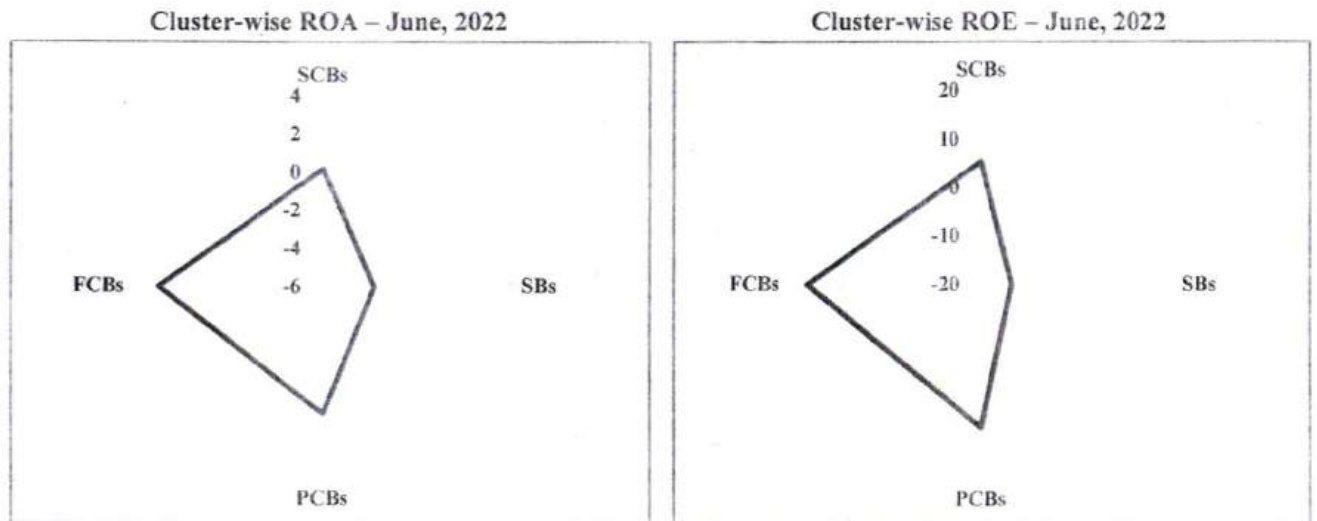 Cluster-wise ROA – June, 2022
SCBs
4
2
0
-2
-4
-6
FCBs
SBs
PCBs
Cluster-wise ROE – June, 2022
SCBs
20
10
0
-10
-20
FCBs
SBs
PCBs